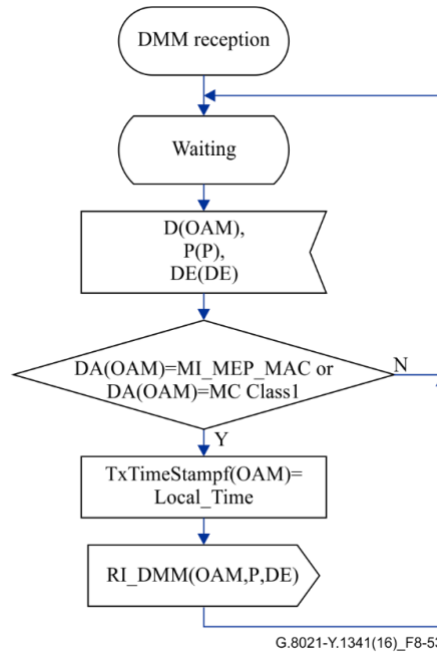 DMM reception
Waiting
D(OAM),
P(P),
DE(DE)
DA(OAM)=MI_MEP_MAC or
DA(OAM)=MC Class1
N
Y
TxTimeStampf(OAM)=
Local_Time
RI_DMM(OAM,P,DE)
G.8021-Y.1341(16)_F8-53